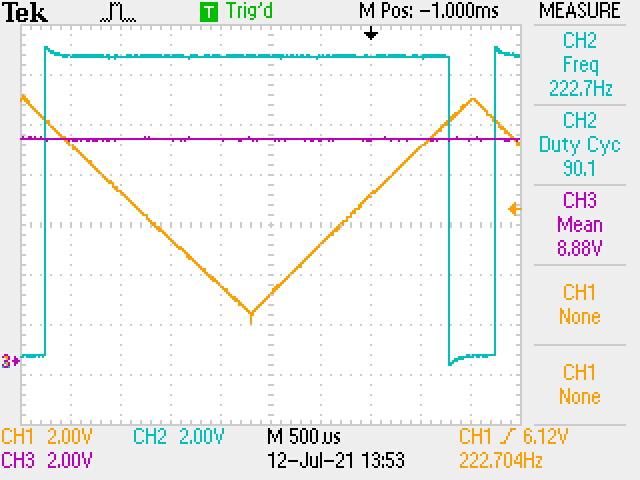 Tek T Trig'd M Pos: -1.000ms MEASURE
CH2
Freq
222.7Hz
CH2
Duty Cyc
90.1
CH3
Mean
8.88V
CH1
None
CH1
None
3
CH1 2.00V CH2 2.00V M 500µs CH1 6.12V
CH3 2.00V 12-Jul-21 13:53 222.704Hz